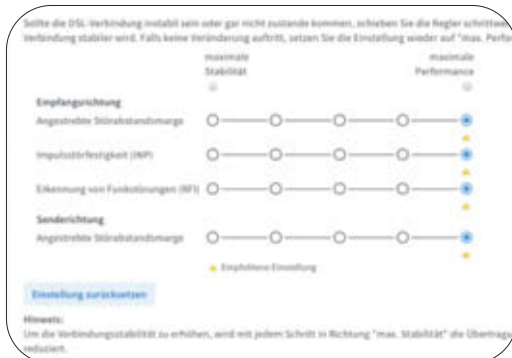 Sollte die DSL-Verbindung instabil sein oder gar nicht zustande kommen, schieben Sie die Regler schrittwe
Verbindung stabiler wird. Falls keine Veränderung auftritt, setzen Sie die Einstellung wieder auf "max. Perfor
maximale Stabilität
maximale Performance
Empfangsrichtung
Angestrebte Störabstandsmarge
Impulsstörfestigkeit (INP)
Erkennung von Funkstörungen (RFI)
Senderichtung
Angestrebte Störabstandsmarge
Empfohlene Einstellung
Einstellung zurücksetzen
Hinweis:
Um die Verbindungsstabilität zu erhöhen, wird mit jedem Schritt in Richtung "max. Stabilität" die Übertragu
reduziert.